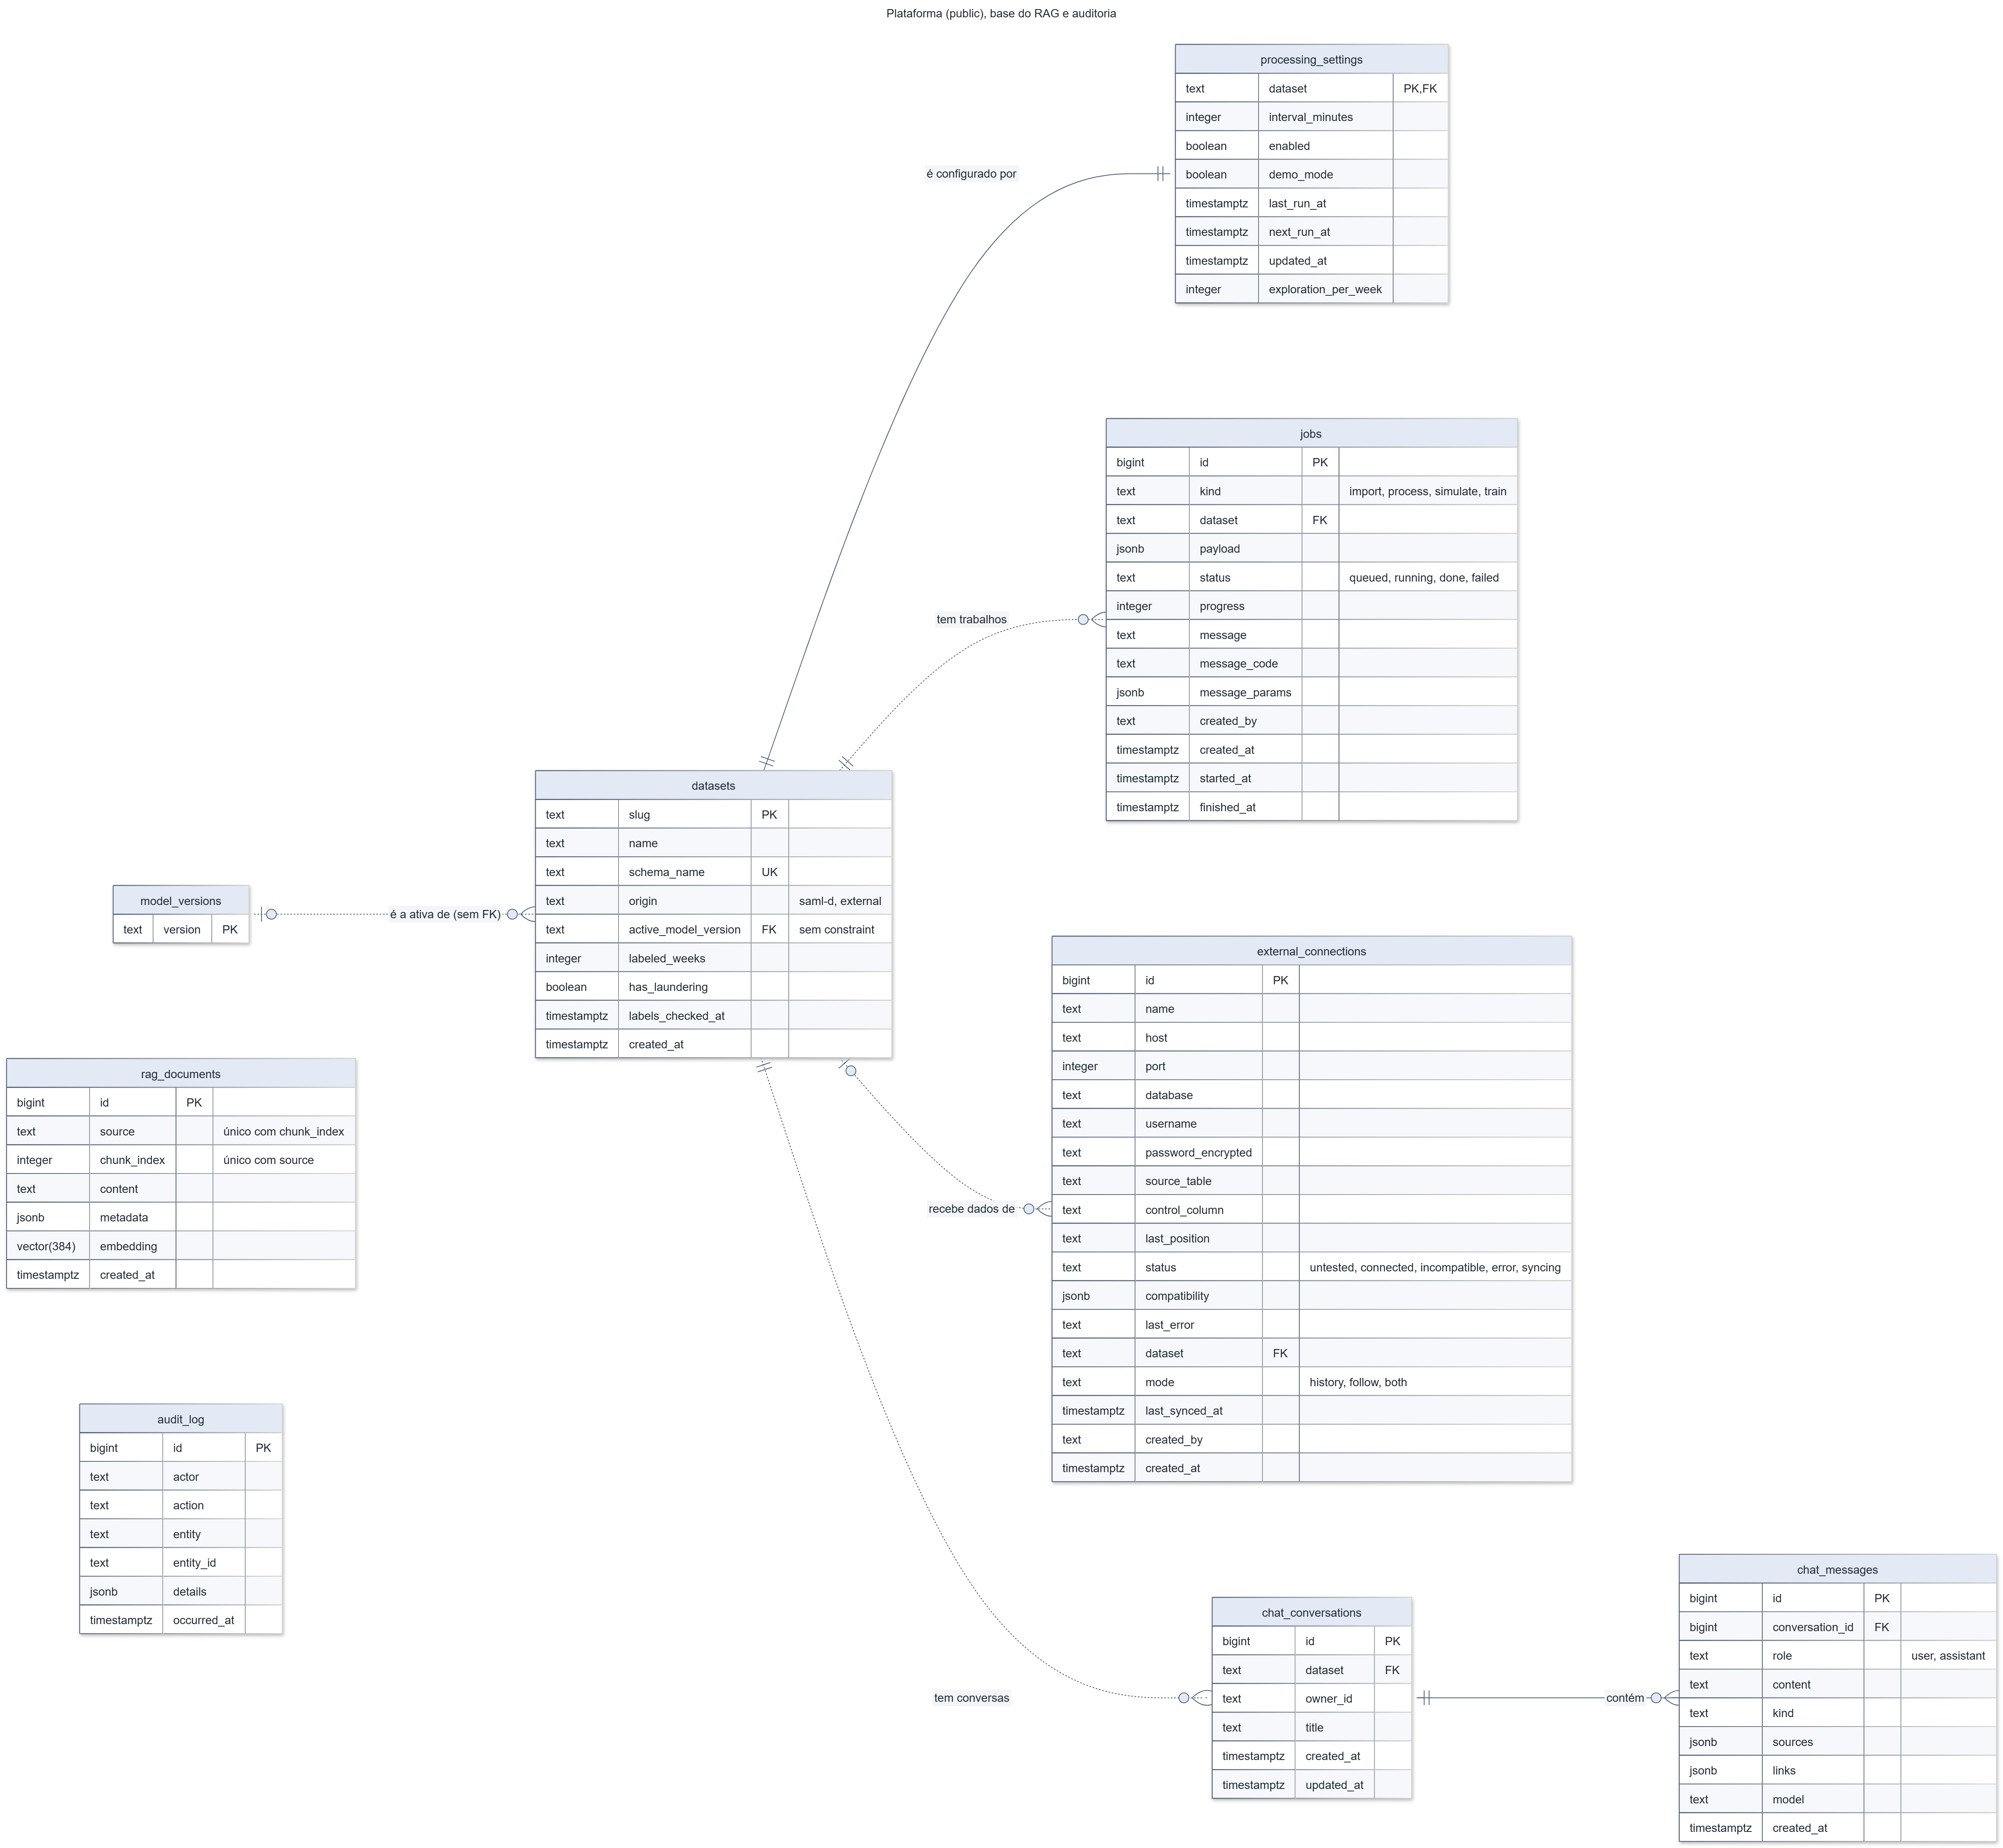 Plataforma (public), base do RAG e auditoria
processing_settings
text dataset PK,FK
integer interval_minutes
boolean enabled
boolean demo_mode
timestamptz last_run_at
timestamptz next_run_at
timestamptz updated_at
integer exploration_per_week
é configurado por
jobs
bigint id PK
text kind import, process, simulate, train
text dataset FK
jsonb payload
text status queued, running, done, failed
integer progress
text message
text message_code
jsonb message_params
text created_by
timestamptz created_at
timestamptz started_at
timestamptz finished_at
tem trabalhos
datasets
text slug PK
text name
text schema_name UK
text origin saml-d, external
text active_model_version FK sem constraint
integer labeled_weeks
boolean has_laundering
timestamptz labels_checked_at
timestamptz created_at
model_versions
text version PK
é a ativa de (sem FK)
external_connections
bigint id PK
text name
text host
integer port
text database
text username
text password_encrypted
text source_table
text control_column
text last_position
text status untested, connected, incompatible, error, syncing
jsonb compatibility
text last_error
text dataset FK
text mode history, follow, both
timestamptz last_synced_at
text created_by
timestamptz created_at
recebe dados de
rag_documents
bigint id PK
text source único com chunk_index
integer chunk_index único com source
text content
jsonb metadata
vector(384) embedding
timestamptz created_at
audit_log
bigint id PK
text actor
text action
text entity
text entity_id
jsonb details
timestamptz occurred_at
tem conversas
chat_conversations
bigint id PK
text dataset FK
text owner_id
text title
timestamptz created_at
timestamptz updated_at
contém
chat_messages
bigint id PK
bigint conversation_id FK
text role user, assistant
text content
text kind
jsonb sources
jsonb links
text model
timestamptz created_at